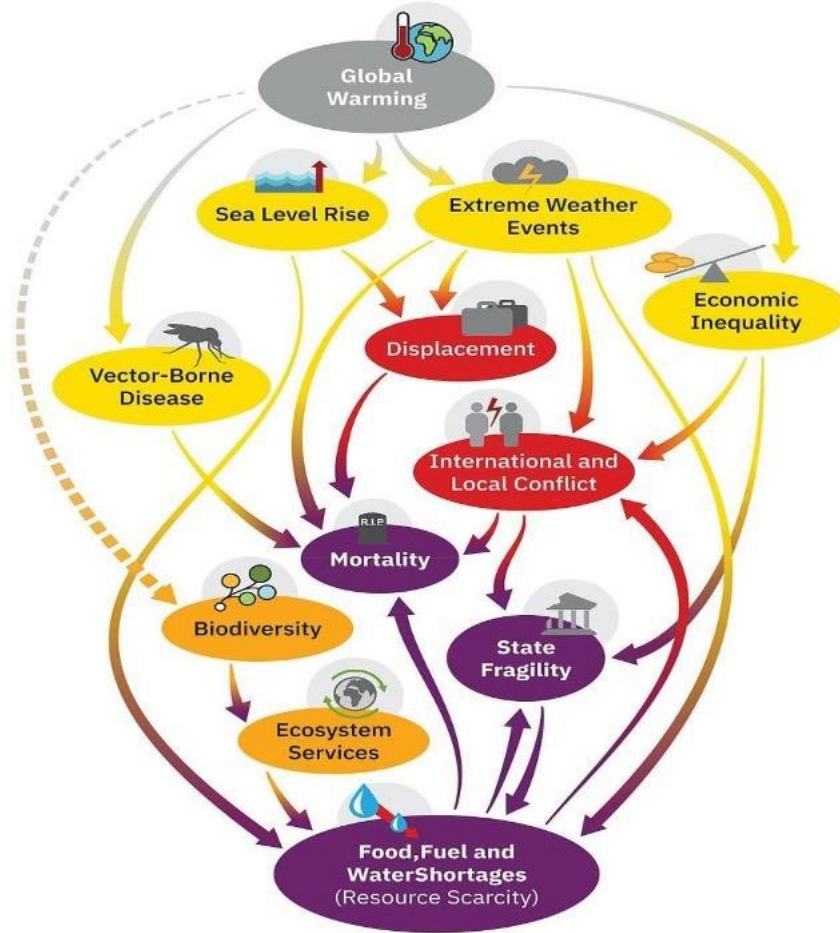 Global
Warming
Sea Level Rise
Extreme Weather
Events
Economic
Inequality
Displacement
Vector-Borne
Disease
International and
Local Conflict
R.I.P
Mortality
Biodiversity
State
Fragility
Ecosystem
Services
Food,Fuel and
WaterShortages
(Resource Scarcity)